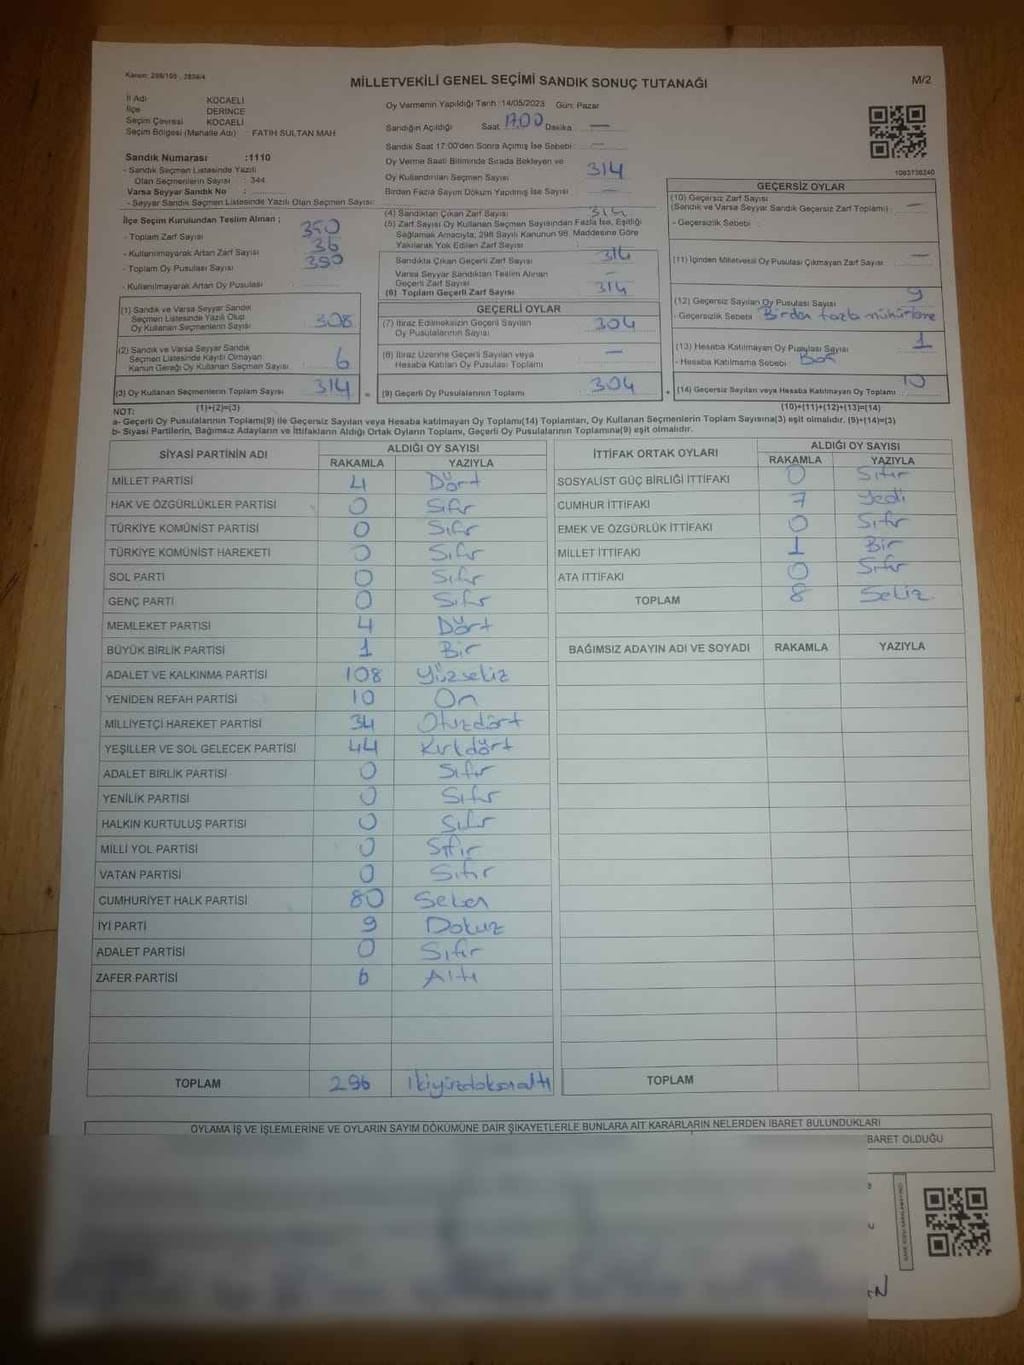 Kanun: 298/105 , 2839/4
MİLLETVEKİLİ GENEL SEÇİMİ SANDIK SONUÇ TUTANAĞI
M/2
İl Adı KOCAELİ
İlçe DERİNCE
Seçim Çevresi KOCAELİ
Seçim Bölgesi (Mahalle Adı) : FATİH SULTAN MAH
Sandık Numarası :1110
- Sandık Seçmen Listesinde Yazılı
Olan Seçmenlerin Sayısı : 344
Varsa Seyyar Sandık No :
- Seyyar Sandık Seçmen Listesinde Yazılı Olan Seçmen Sayısı:
Oy Vermenin Yapıldığı Tarih :14/05/2023 Gün: Pazar
Sandığın Açıldığı Saat 17.00 Dakika —
Sandık Saat 17:00'den Sonra Açılmış İse Sebebi : —
Oy Verme Saati Bitiminde Sırada Bekleyen ve
Oy Kullandırılan Seçmen Sayısı 314
Birden Fazla Sayım Döküm Yapılmış İse Sayısı —
1093736240
İlçe Seçim Kurulundan Teslim Alınan ;
- Toplam Zarf Sayısı 350
- Kullanılmayarak Artan Zarf Sayısı 36
- Toplam Oy Pusulası Sayısı
- Kullanılmayarak Artan Oy Pusulası :
(1) Sandık ve Varsa Seyyar Sandık
Seçmen Listesinde Yazılı Olup
Oy Kullanan Seçmenlerin Sayısı 308
(2) Sandık ve Varsa Seyyar Sandık
Seçmen Listesinde Kayıtlı Olmayan
Kanun Gereği Oy Kullanan Seçmen Sayısı 6
(3) Oy Kullanan Seçmenlerin Toplam Sayısı 314
(4) Sandıktan Çıkan Zarf Sayısı 314
(5) Zarf Sayısı Oy Kullanan Seçmen Sayısından Fazla İse, Eşitliği
Sağlamak Amacıyla; 298 Sayılı Kanunun 98. Maddesine Göre
Yakılarak Yok Edilen Zarf Sayısı
Sandıkta Çıkan Geçerli Zarf Sayısı 314
Varsa Seyyar Sandıktan Teslim Alınan
Geçerli Zarf Sayısı —
(6) Toplam Geçerli Zarf Sayısı 314
GEÇERLİ OYLAR
(7) İtiraz Edilmeksizin Geçerli Sayılan
Oy Pusulalarının Sayısı 304
(8) İtiraz Üzerine Geçerli Sayılan veya
Hesaba Katılan Oy Pusulası Toplamı —
= (9) Geçerli Oy Pusulalarının Toplamı 304
GEÇERSİZ OYLAR
(10) Geçersiz Zarf Sayısı
(Sandık ve Varsa Seyyar Sandık Geçersiz Zarf Toplamı) : —
- Geçersizlik Sebebi :
(11) İçinden Milletvekili Oy Pusulası Çıkmayan Zarf Sayısı —
(12) Geçersiz Sayılan Oy Pusulası Sayısı 9
- Geçersizlik Sebebi Birden fazla mühürleme
(13) Hesaba Katılmayan Oy Pusulası Sayısı 1
- Hesaba Katılmama Sebebi : Boş
+ (14) Geçersiz Sayılan veya Hesaba Katılmayan Oy Toplamı 10
NOT: (1)+(2)=(3) (10)+(11)+(12)+(13)=(14)
a- Geçerli Oy Pusulalarının Toplamı(9) ile Geçersiz Sayılan veya Hesaba katılmayan Oy Toplamı(14) Toplamları, Oy Kullanan Seçmenlerin Toplam Sayısına(3) eşit olmalıdır. (9)+(14)=(3)
b- Siyasi Partilerin, Bağımsız Adayların ve İttifakların Aldığı Ortak Oyların Toplamı, Geçerli Oy Pusulalarının Toplamına(9) eşit olmalıdır.
SİYASİ PARTİNİN ADI ALDIĞI OY SAYISI
RAKAMLA YAZIYLA
MİLLET PARTİSİ 4 Dört
HAK VE ÖZGÜRLÜKLER PARTİSİ 0 Sıfır
TÜRKİYE KOMÜNİST PARTİSİ 0 Sıfır
TÜRKİYE KOMÜNİST HAREKETİ 0 Sıfır
SOL PARTİ 0 Sıfır
GENÇ PARTİ 0 Sıfır
MEMLEKET PARTİSİ 4 Dört
BÜYÜK BİRLİK PARTİSİ 1 Bir
ADALET VE KALKINMA PARTİSİ 108 Yüzsekiz
YENİDEN REFAH PARTİSİ 10 On
MİLLİYETÇİ HAREKET PARTİSİ 34 Otuzdört
YEŞİLLER VE SOL GELECEK PARTİSİ 44 Kırkdört
ADALET BİRLİK PARTİSİ 0 Sıfır
YENİLİK PARTİSİ 0 Sıfır
HALKIN KURTULUŞ PARTİSİ 0 Sıfır
MİLLİ YOL PARTİSİ 0 Sıfır
VATAN PARTİSİ 0 Sıfır
CUMHURİYET HALK PARTİSİ 80 Seksen
İYİ PARTİ 9 Dokuz
ADALET PARTİSİ 0 Sıfır
ZAFER PARTİSİ 6 Altı
TOPLAM 296 ikiyüzdoksanaltı
İTTİFAK ORTAK OYLARI ALDIĞI OY SAYISI
RAKAMLA YAZIYLA
SOSYALİST GÜÇ BİRLİĞİ İTTİFAKI 0 Sıfır
CUMHUR İTTİFAKI 7 Yedi
EMEK VE ÖZGÜRLÜK İTTİFAKI 0 Sıfır
MİLLET İTTİFAKI 1 Bir
ATA İTTİFAKI 0 Sıfır
TOPLAM 8 Sekiz
BAĞIMSIZ ADAYIN ADI VE SOYADI RAKAMLA YAZIYLA
TOPLAM
OYLAMA İŞ VE İŞLEMLERİNE VE OYLARIN SAYIM DÖKÜMÜNE DAİR ŞİKAYETLERLE BUNLARA AİT KARARLARIN NELERDEN İBARET BULUNDUKLARI
BARET OLDUĞU